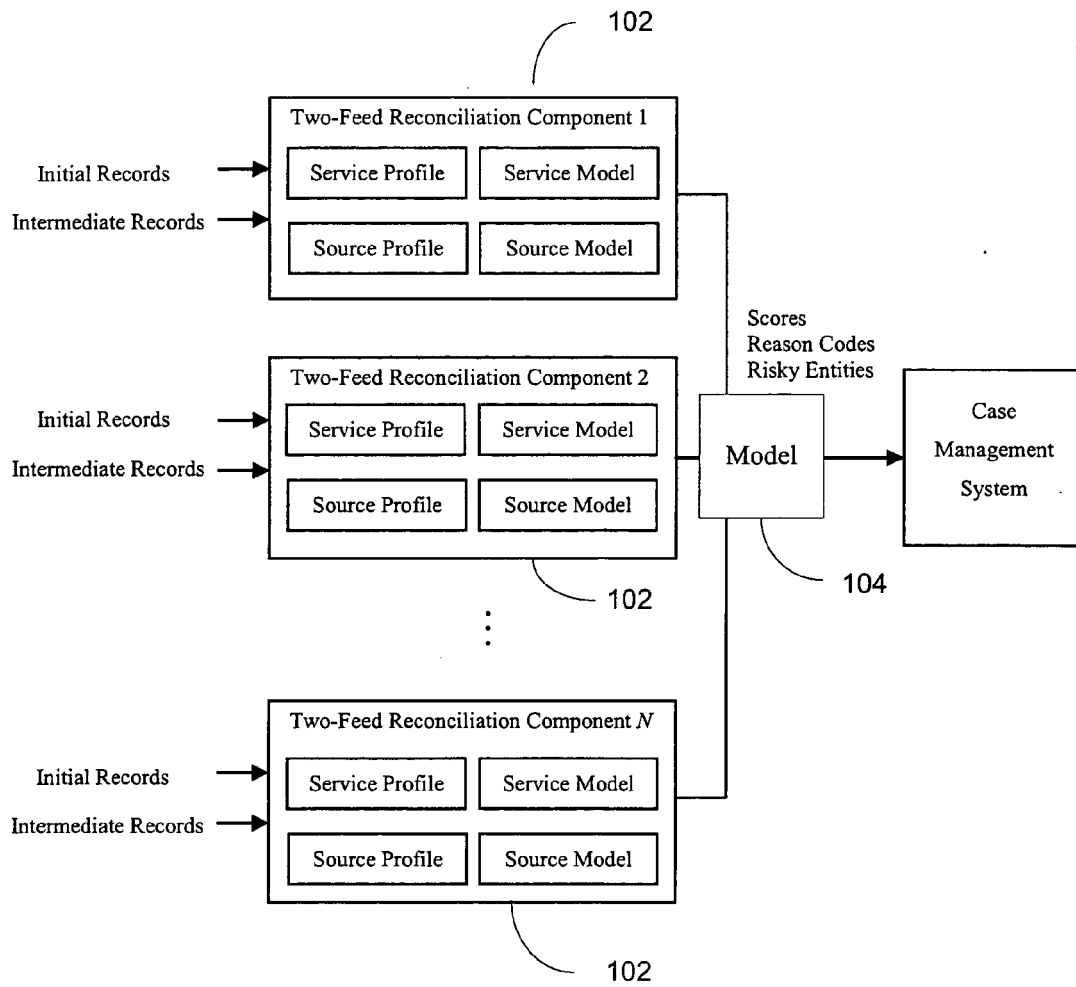 102
Two-Feed Reconciliation Component 1
Initial Records
Service Profile
Service Model
Intermediate Records
Source Profile
Source Model
Scores
Reason Codes
Risky Entities
Two-Feed Reconciliation Component 2
Initial Records
Service Profile
Service Model
Intermediate Records
Source Profile
Source Model
Model
Case
Management
System
102
104
Two-Feed Reconciliation Component N
Initial Records
Service Profile
Service Model
Intermediate Records
Source Profile
Source Model
102